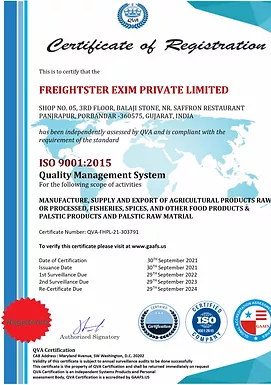 QVA
Certificate of Registration
This is to certify that the
FREIGHTSTER EXIM PRIVATE LIMITED
SHOP NO. 05, 3RD FLOOR, BALAJI STONE, NR. SAFFRON RESTAURANT
PANJRAPUR, PORBANDAR -360575, GUJARAT, INDIA
has been independently assessed by QVA and is compliant with the
requirement of the standard
ISO 9001:2015
Quality Management System
For the following scope of activities
MANUFACTURE, SUPPLY AND EXPORT OF AGRICULTURAL PRODUCTS RAW
OR PROCESSED, FISHERIES, SPICES, AND OTHER FOOD PRODUCTS &
PALSTIC PRODUCTS AND PALSTIC RAW MATRIAL
Certificate Number: QVA-FHPL-21-303791
To verify this certificate please visit at www.gaafs.us
Date of Certification 30TH September 2021
Issuance Date 30TH September 2021
1st Surveillance Due 29TH September 2022
2nd Surveillance Due 29TH September 2023
Re-Certificate Due 29TH September 2024
Authorized Signatory
Certification
CERTIFIED
ISO
COMPANY
GAAFS
QVA Certification
CAB Address : Maryland Avenue, SW Washington, D.C. 20202
Validity of this certificate is subject to annual surveillance audits to be done successfully
This certificate is the property of QVA Certification and shall be returned immediately on request
QVA Certification is an Independent Systems Products and Personal
assessment Body, QVA Certification is accredited by GAAFS US